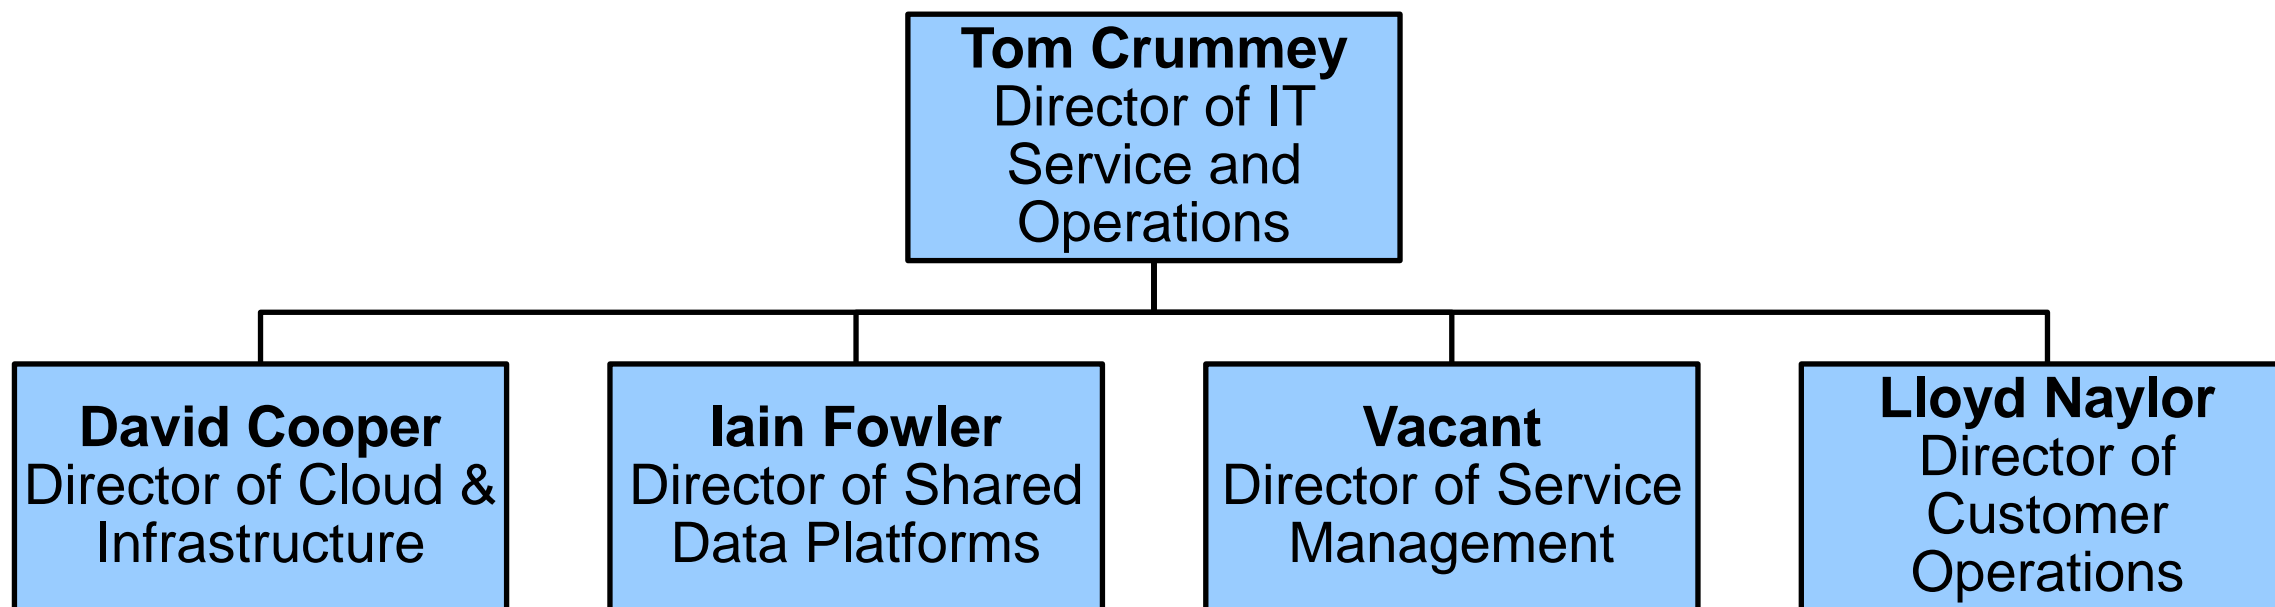 Tom Crummey
Director of IT
Service and
Operations
David Cooper
Director of Cloud &
Infrastructure
Iain Fowler
Director of Shared
Data Platforms
Vacant
Director of Service
Management
Lloyd Naylor
Director of
Customer
Operations